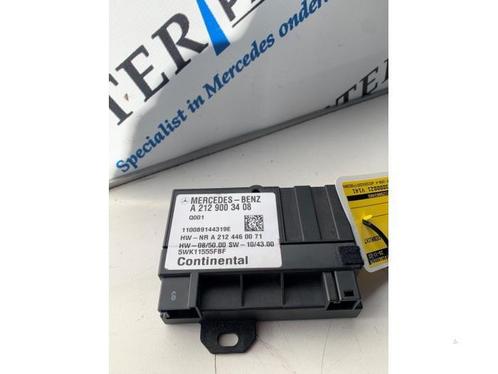 TER
Specialist in Mercedes onder
MERCEDES-BENZ
A 212 900 34 08
Q001
110089144319E
HW-NR A 212 446 00 71
HW-08/50.00 SW-10/43.00
5WK11555FBF
Continental